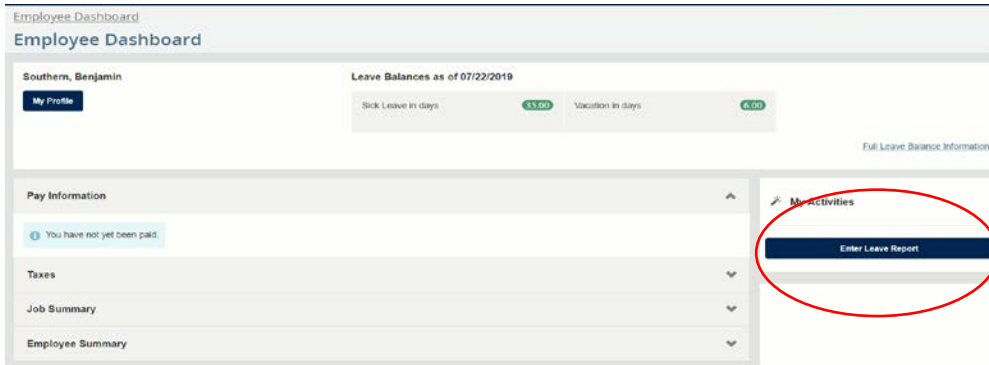 Employee Dashboard
Employee Dashboard
Southern, Benjamin
My Profile
Leave Balances as of 07/22/2019
Sick Leave in days 33.00 Vacation in days 6.00
Full Leave Balance Information
Pay Information
You have not yet been paid.
Taxes
Job Summary
Employee Summary
My Activities
Enter Leave Report